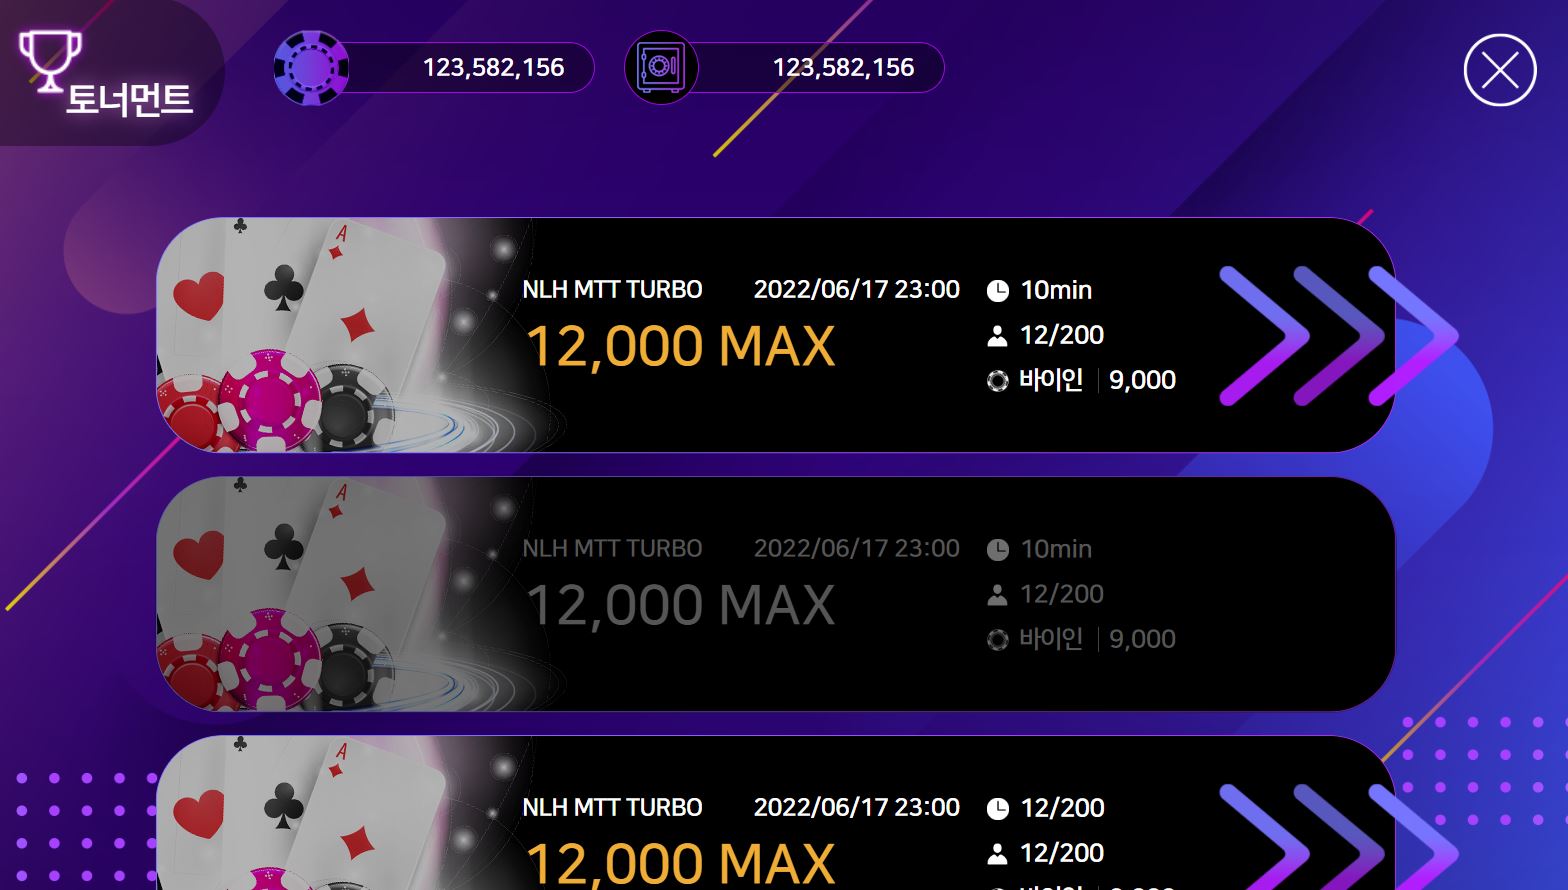 토너먼트
123,582,156
123,582,156
A
NLH MTT TURBO 2022/06/17 23:00
12,000 MAX
10min
12/200
바이인 9,000
A
NLH MTT TURBO 2022/06/17 23:00
12,000 MAX
10min
12/200
바이인 9,000
A
NLH MTT TURBO 2022/06/17 23:00
12,000 MAX
12/200
12/200